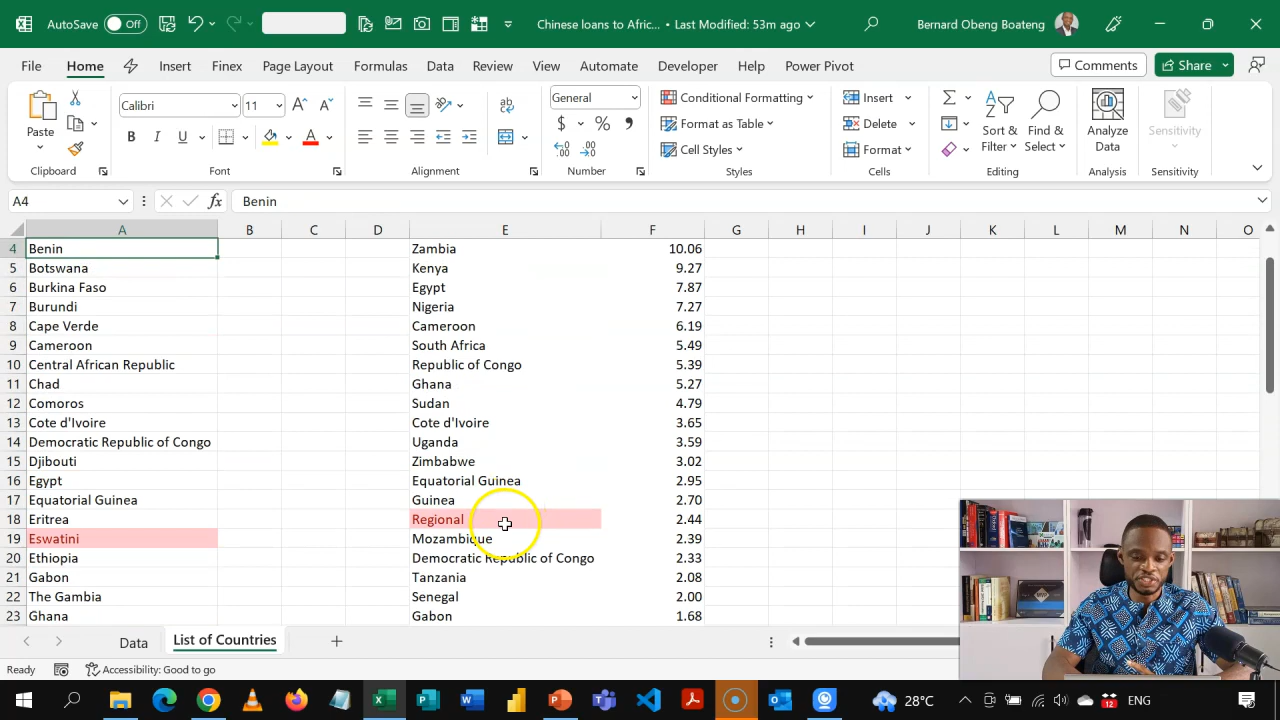 AutoSave Off Chinese loans to Afric... • Last Modified: 53m ago Bernard Obeng Boateng
File Home Insert Finex Page Layout Formulas Data Review View Automate Developer Help Power Pivot Comments Share
Paste
Clipboard
Calibri 11
B I U A
Font
ab
Alignment
General
$ % ,
Number
Conditional Formatting
Format as Table
Cell Styles
Styles
Insert
Delete
Format
Cells
Sort &
Filter
Find &
Select
Editing
Analyze
Data
Analysis
Sensitivity
Sensitivity
A4 fx Benin
A B C D E F G H I J K L M N O
4 Benin Zambia 10.06
5 Botswana Kenya 9.27
6 Burkina Faso Egypt 7.87
7 Burundi Nigeria 7.27
8 Cape Verde Cameroon 6.19
9 Cameroon South Africa 5.49
10 Central African Republic Republic of Congo 5.39
11 Chad Ghana 5.27
12 Comoros Sudan 4.79
13 Cote d'Ivoire Cote d'Ivoire 3.65
14 Democratic Republic of Congo Uganda 3.59
15 Djibouti Zimbabwe 3.02
16 Egypt Equatorial Guinea 2.95
17 Equatorial Guinea Guinea 2.70
18 Eritrea Regional 2.44
19 Eswatini Mozambique 2.39
20 Ethiopia Democratic Republic of Congo 2.33
21 Gabon Tanzania 2.08
22 The Gambia Senegal 2.00
23 Ghana Gabon 1.68
Data List of Countries
Ready Accessibility: Good to go
28°C 12 ENG